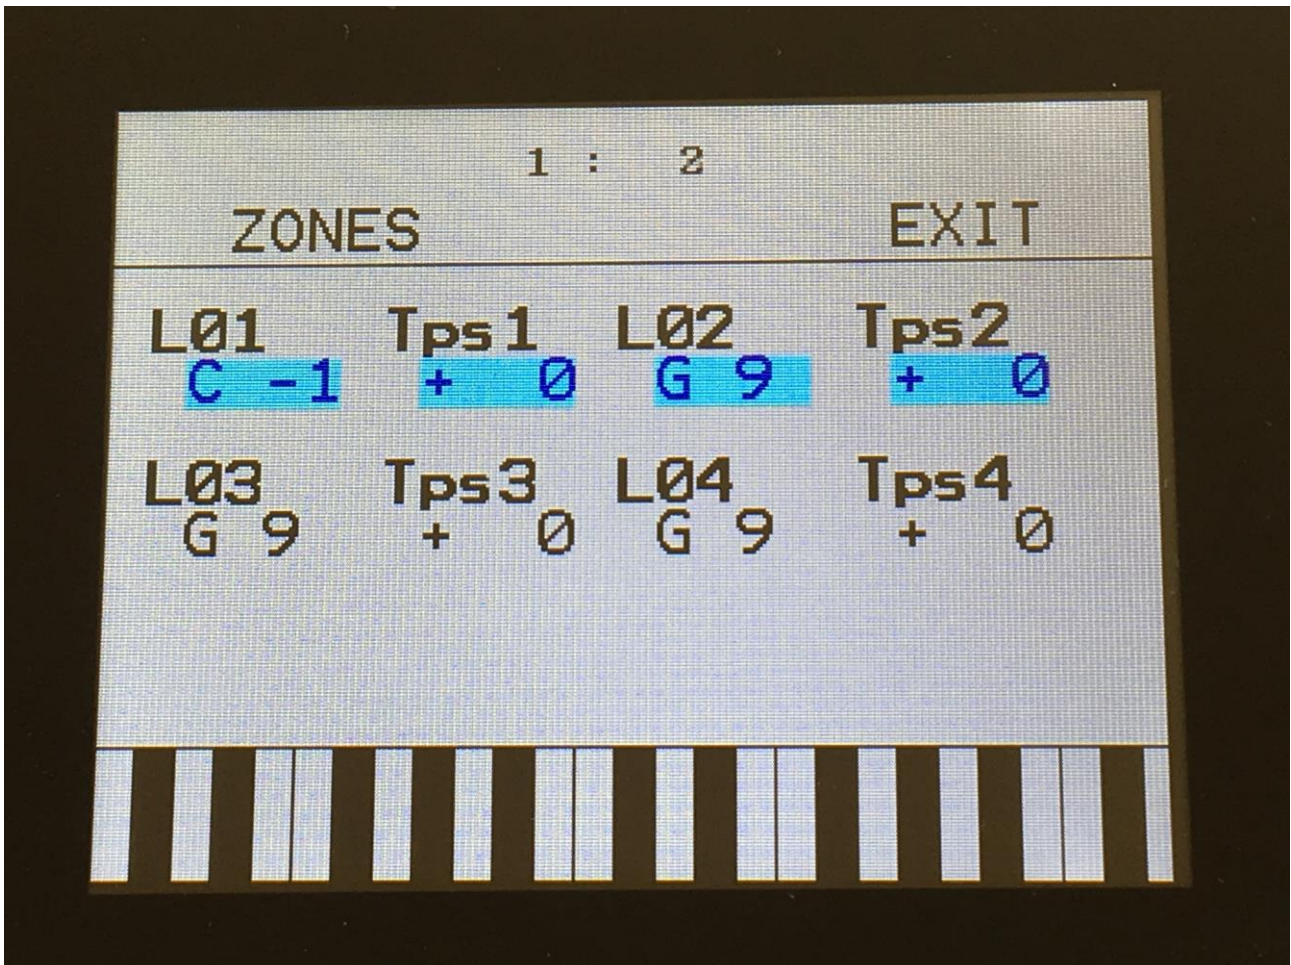 1 : 2
ZONES EXIT
L01 Tps1 L02 Tps2
C -1 + 0 G 9 + 0
L03 Tps3 L04 Tps4
G 9 + 0 G 9 + 0